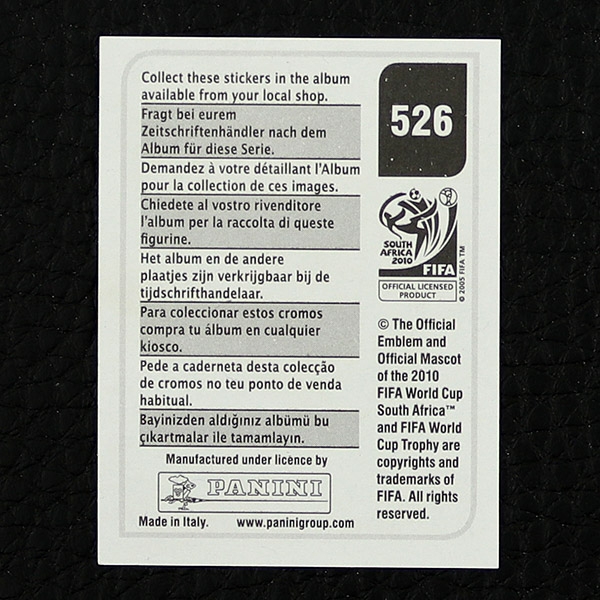 Collect these stickers in the album
available from your local shop.
Fragt bei eurem
Zeitschriftenhändler nach dem
Album für diese Serie.
Demandez à votre détaillant l'Album
pour la collection de ces images.
Chiedete al vostro rivenditore
l'album per la raccolta di queste
figurine.
Het album en de andere
plaatjes zijn verkrijgbaar bij de
tijdschrifthandelaar.
Para coleccionar estos cromos
compra tu álbum en cualquier
kiosco.
Pede a caderneta desta colecção
de cromos no teu ponto de venda
habitual.
Bayinizden aldığınız albümü bu
çıkartmalar ile tamamlayın.
Manufactured under licence by
PANINI
Made in Italy. www.paninigroup.com
526
SOUTH
AFRICA
2010
FIFA
© 2005 FIFA TM
OFFICIAL LICENSED
PRODUCT
© The Official
Emblem and
Official Mascot
of the 2010
FIFA World Cup
South Africa™
and FIFA World
Cup Trophy are
copyrights and
trademarks of
FIFA. All rights
reserved.